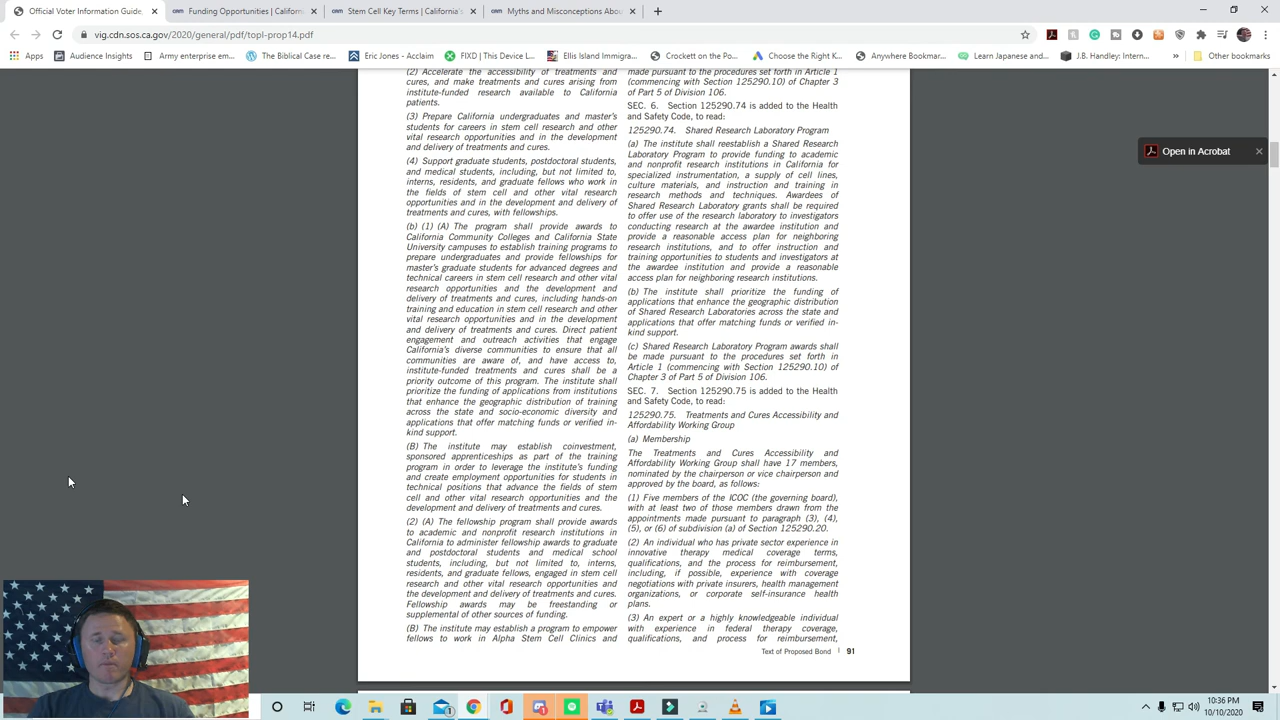 Official Voter Information Guide
Funding Opportunities | Californi
Stem Cell Key Terms | California's
Myths and Misconceptions Abou
vig.cdn.sos.ca.gov/2020/general/pdf/topl-prop14.pdf
Apps
Audience Insights
Army enterprise em...
The Biblical Case re...
Eric Jones - Acclaim
FIXD | This Device L...
Ellis Island Immigra...
Crockett on the Po...
Choose the Right K...
Anywhere Bookmar...
Learn Japanese and...
J.B. Handley: Intern...
»
Other bookmarks
Open in Acrobat
(2) Accelerate the accessibility of treatments and
cures, and make treatments and cures arising from
institute-funded research available to California
patients.
(3) Prepare California undergraduates and master's
students for careers in stem cell research and other
vital research opportunities and in the development
and delivery of treatments and cures.
(4) Support graduate students, postdoctoral students,
and medical students, including, but not limited to,
interns, residents, and graduate fellows who work in
the fields of stem cell and other vital research
opportunities and in the development and delivery of
treatments and cures, with fellowships.
(b) (1) (A) The program shall provide awards to
California Community Colleges and California State
University campuses to establish training programs to
prepare undergraduates and provide fellowships for
master's graduate students for advanced degrees and
technical careers in stem cell research and other vital
research opportunities and the development and
delivery of treatments and cures, including hands-on
training and education in stem cell research and other
vital research opportunities and in the development
and delivery of treatments and cures. Direct patient
engagement and outreach activities that engage
California's diverse communities to ensure that all
communities are aware of, and have access to,
institute-funded treatments and cures shall be a
priority outcome of this program. The institute shall
prioritize the funding of applications from institutions
that enhance the geographic distribution of training
across the state and socio-economic diversity and
applications that offer matching funds or verified in-
kind support.
(B) The institute may establish coinvestment,
sponsored apprenticeships as part of the training
program in order to leverage the institute's funding
and create employment opportunities for students in
technical positions that advance the fields of stem
cell and other vital research opportunities and the
development and delivery of treatments and cures.
(2) (A) The fellowship program shall provide awards
to academic and nonprofit research institutions in
California to administer fellowship awards to graduate
and postdoctoral students and medical school
students, including, but not limited to, interns,
residents, and graduate fellows, engaged in stem cell
research and other vital research opportunities and
the development and delivery of treatments and cures.
Fellowship awards may be freestanding or
supplemental of other sources of funding.
(B) The institute may establish a program to empower
fellows to work in Alpha Stem Cell Clinics and
made pursuant to the procedures set forth in Article 1
(commencing with Section 125290.10) of Chapter 3
of Part 5 of Division 106.
SEC. 6. Section 125290.74 is added to the Health
and Safety Code, to read:
125290.74. Shared Research Laboratory Program
(a) The institute shall reestablish a Shared Research
Laboratory Program to provide funding to academic
and nonprofit research institutions in California for
specialized instrumentation, a supply of cell lines,
culture materials, and instruction and training in
research methods and techniques. Awardees of
Shared Research Laboratory grants shall be required
to offer use of the research laboratory to investigators
conducting research at the awardee institution and
provide a reasonable access plan for neighboring
research institutions, and to offer instruction and
training opportunities to students and investigators at
the awardee institution and provide a reasonable
access plan for neighboring research institutions.
(b) The institute shall prioritize the funding of
applications that enhance the geographic distribution
of Shared Research Laboratories across the state and
applications that offer matching funds or verified in-
kind support.
(c) Shared Research Laboratory Program awards shall
be made pursuant to the procedures set forth in
Article 1 (commencing with Section 125290.10) of
Chapter 3 of Part 5 of Division 106.
SEC. 7. Section 125290.75 is added to the Health
and Safety Code, to read:
125290.75. Treatments and Cures Accessibility and
Affordability Working Group
(a) Membership
The Treatments and Cures Accessibility and
Affordability Working Group shall have 17 members,
nominated by the chairperson or vice chairperson and
approved by the board, as follows:
(1) Five members of the ICOC (the governing board),
with at least two of those members drawn from the
appointments made pursuant to paragraph (3), (4),
(5), or (6) of subdivision (a) of Section 125290.20.
(2) An individual who has private sector experience in
innovative therapy medical coverage terms,
qualifications, and the process for reimbursement,
including, if possible, experience with coverage
negotiations with private insurers, health management
organizations, or corporate self-insurance health
plans.
(3) An expert or a highly knowledgeable individual
with experience in federal therapy coverage,
qualifications, and process for reimbursement,
Text of Proposed Bond | 91
10:36 PM
10/10/2020